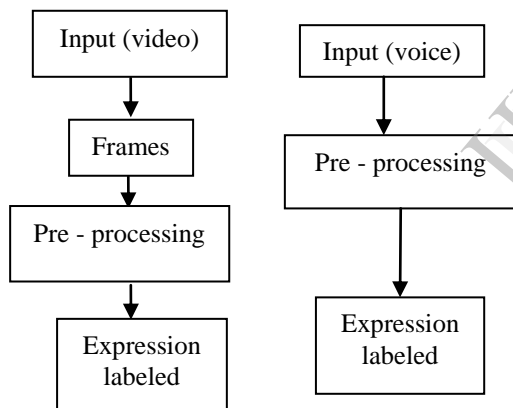 Input (video)
Frames
Pre - processing
Expression
labeled
Input (voice)
Pre - processing
Expression
labeled